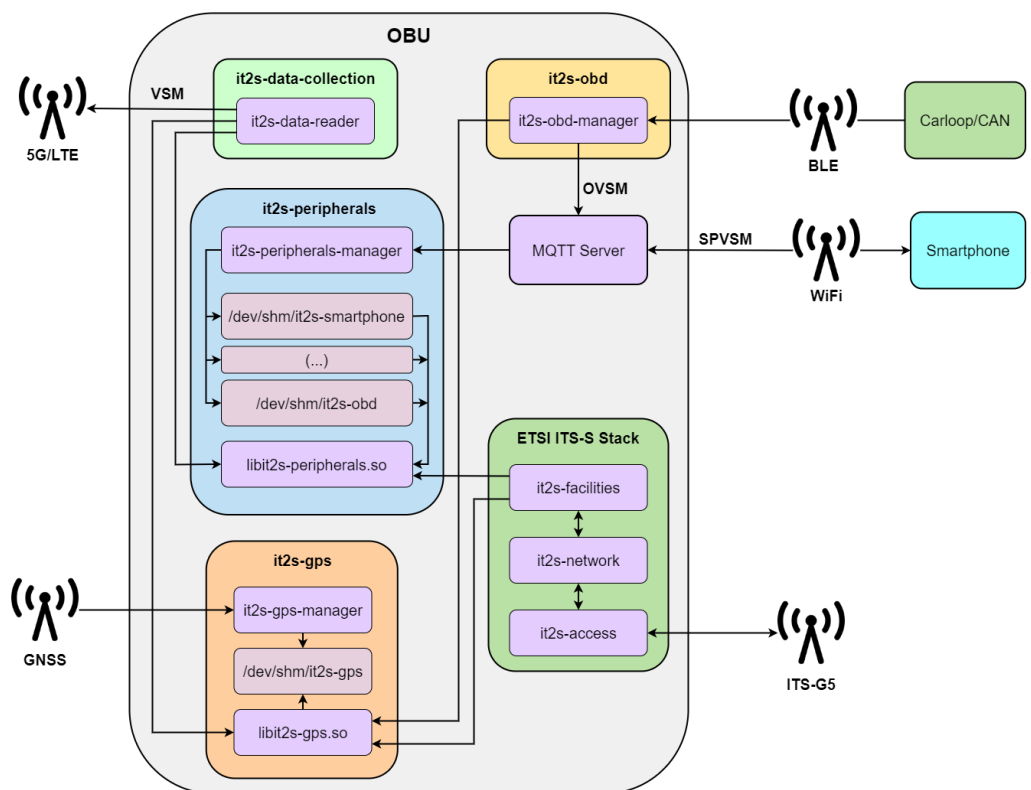 OBU
it2s-data-collection
it2s-obd
VSM
it2s-data-reader
it2s-obd-manager
Carloop/CAN
5G/LTE
BLE
OVSM
it2s-peripherals
it2s-peripherals-manager
MQTT Server
SPVSM
Smartphone
WiFi
/dev/shm/it2s-smartphone
(...)
/dev/shm/it2s-obd
ETSI ITS-S Stack
libit2s-peripherals.so
it2s-facilities
it2s-gps
it2s-network
it2s-gps-manager
it2s-access
GNSS
/dev/shm/it2s-gps
ITS-G5
libit2s-gps.so